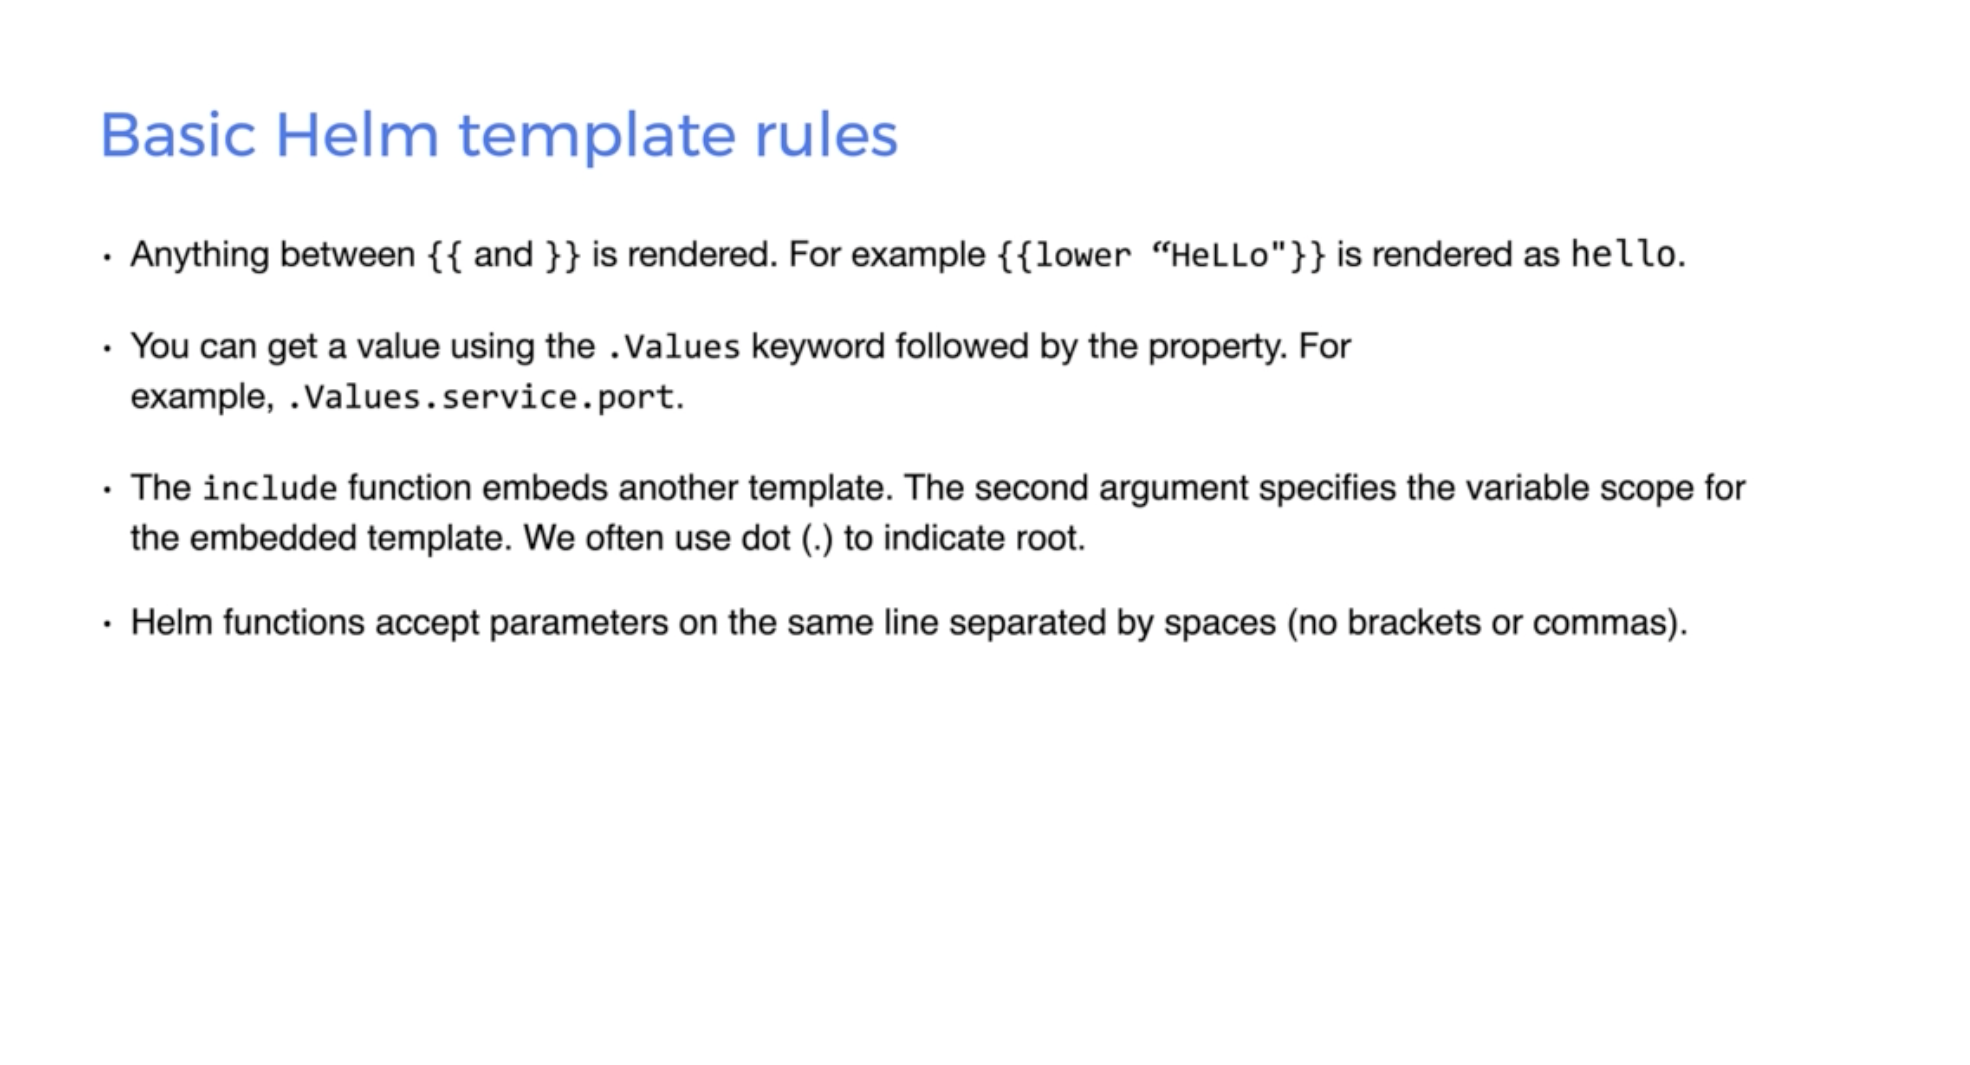 Basic Helm template rules
• Anything between {{ and }} is rendered. For example {{lower “HeLLo"}} is rendered as hello.
• You can get a value using the .Values keyword followed by the property. For
example, .Values.service.port.
• The include function embeds another template. The second argument specifies the variable scope for
the embedded template. We often use dot (.) to indicate root.
• Helm functions accept parameters on the same line separated by spaces (no brackets or commas).